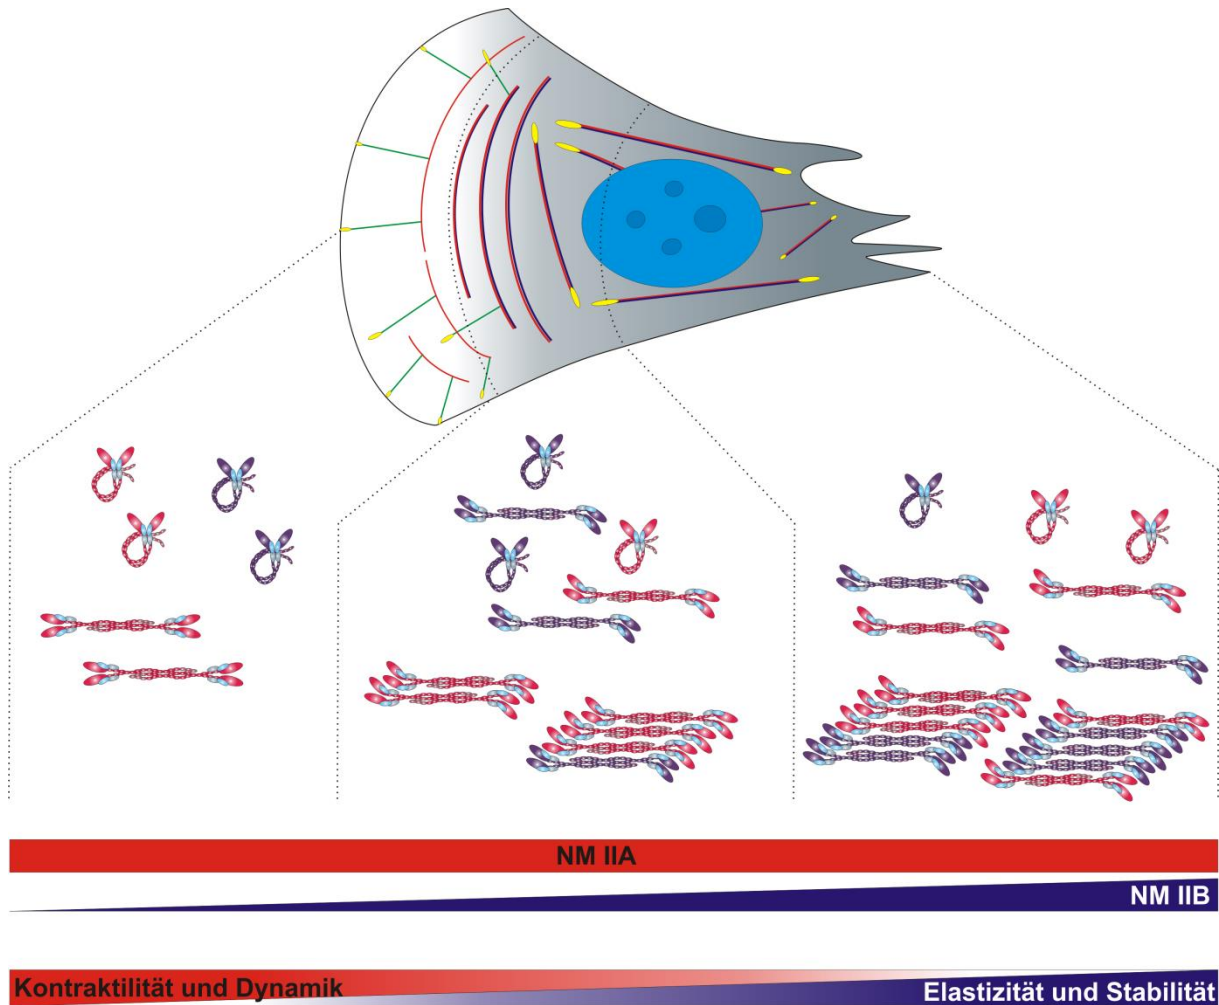 NM IIA
NM IIB
Kontraktilität und Dynamik
Elastizität und Stabilität